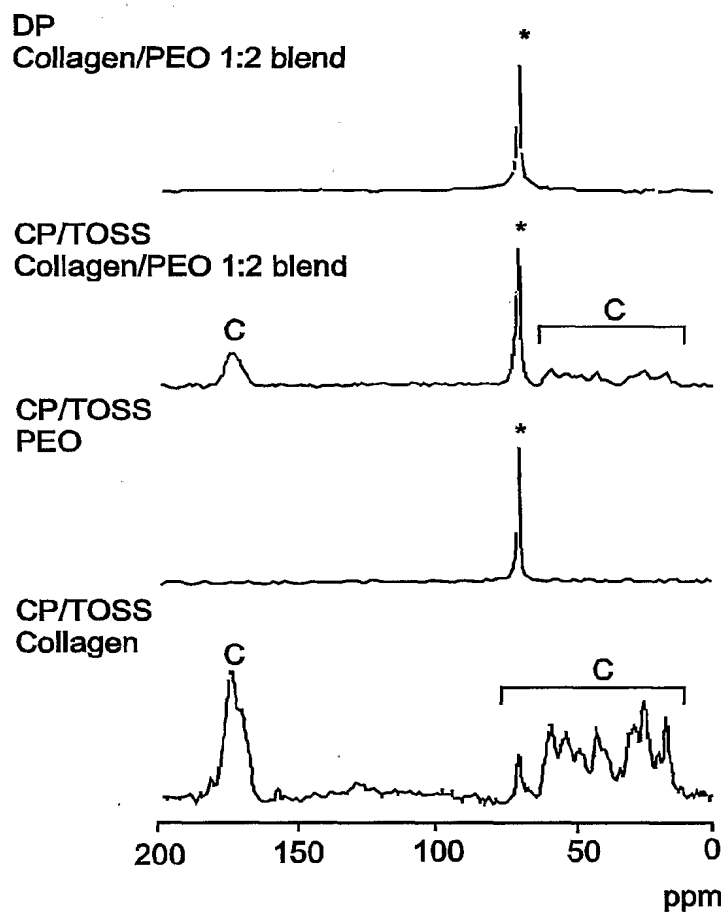 DP
Collagen/PEO 1:2 blend
*
CP/TOSS
Collagen/PEO 1:2 blend
*
C
C
CP/TOSS
PEO
*
CP/TOSS
Collagen
C
C
200 150 100 50 0
ppm